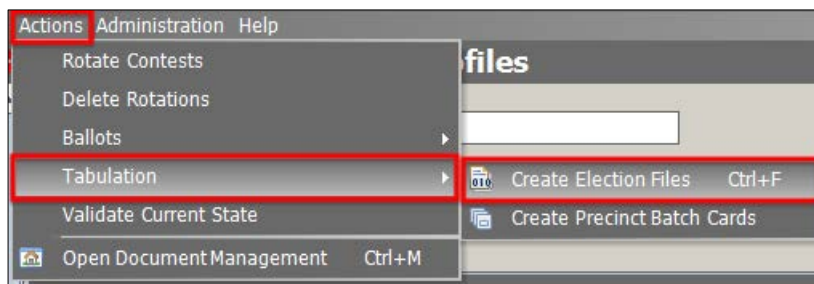 Actions Administration Help
Rotate Contests
files
Delete Rotations
Ballots
Tabulation
Create Election Files Ctrl+F
Validate Current State
Create Precinct Batch Cards
Open Document Management Ctrl+M